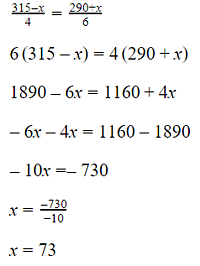 315–x/4 = 290+x/6
6(315 – x) = 4(290 + x)
1890 – 6x = 1160 + 4x
– 6x – 4x = 1160 – 1890
– 10x =– 730
x = –730/–10
x = 73